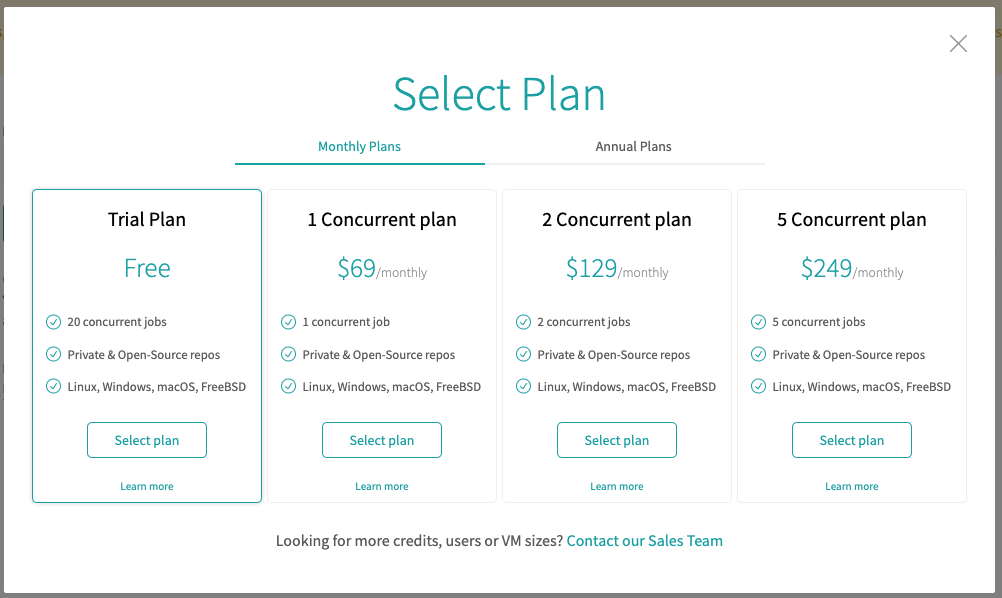 Select Plan
Monthly Plans
Annual Plans
Trial Plan
Free
20 concurrent jobs
Private & Open-Source repos
Linux, Windows, macOS, FreeBSD
Select plan
Learn more
1 Concurrent plan
$69/monthly
1 concurrent job
Private & Open-Source repos
Linux, Windows, macOS, FreeBSD
Select plan
Learn more
2 Concurrent plan
$129/monthly
2 concurrent jobs
Private & Open-Source repos
Linux, Windows, macOS, FreeBSD
Select plan
Learn more
5 Concurrent plan
$249/monthly
5 concurrent jobs
Private & Open-Source repos
Linux, Windows, macOS, FreeBSD
Select plan
Learn more
Looking for more credits, users or VM sizes? Contact our Sales Team